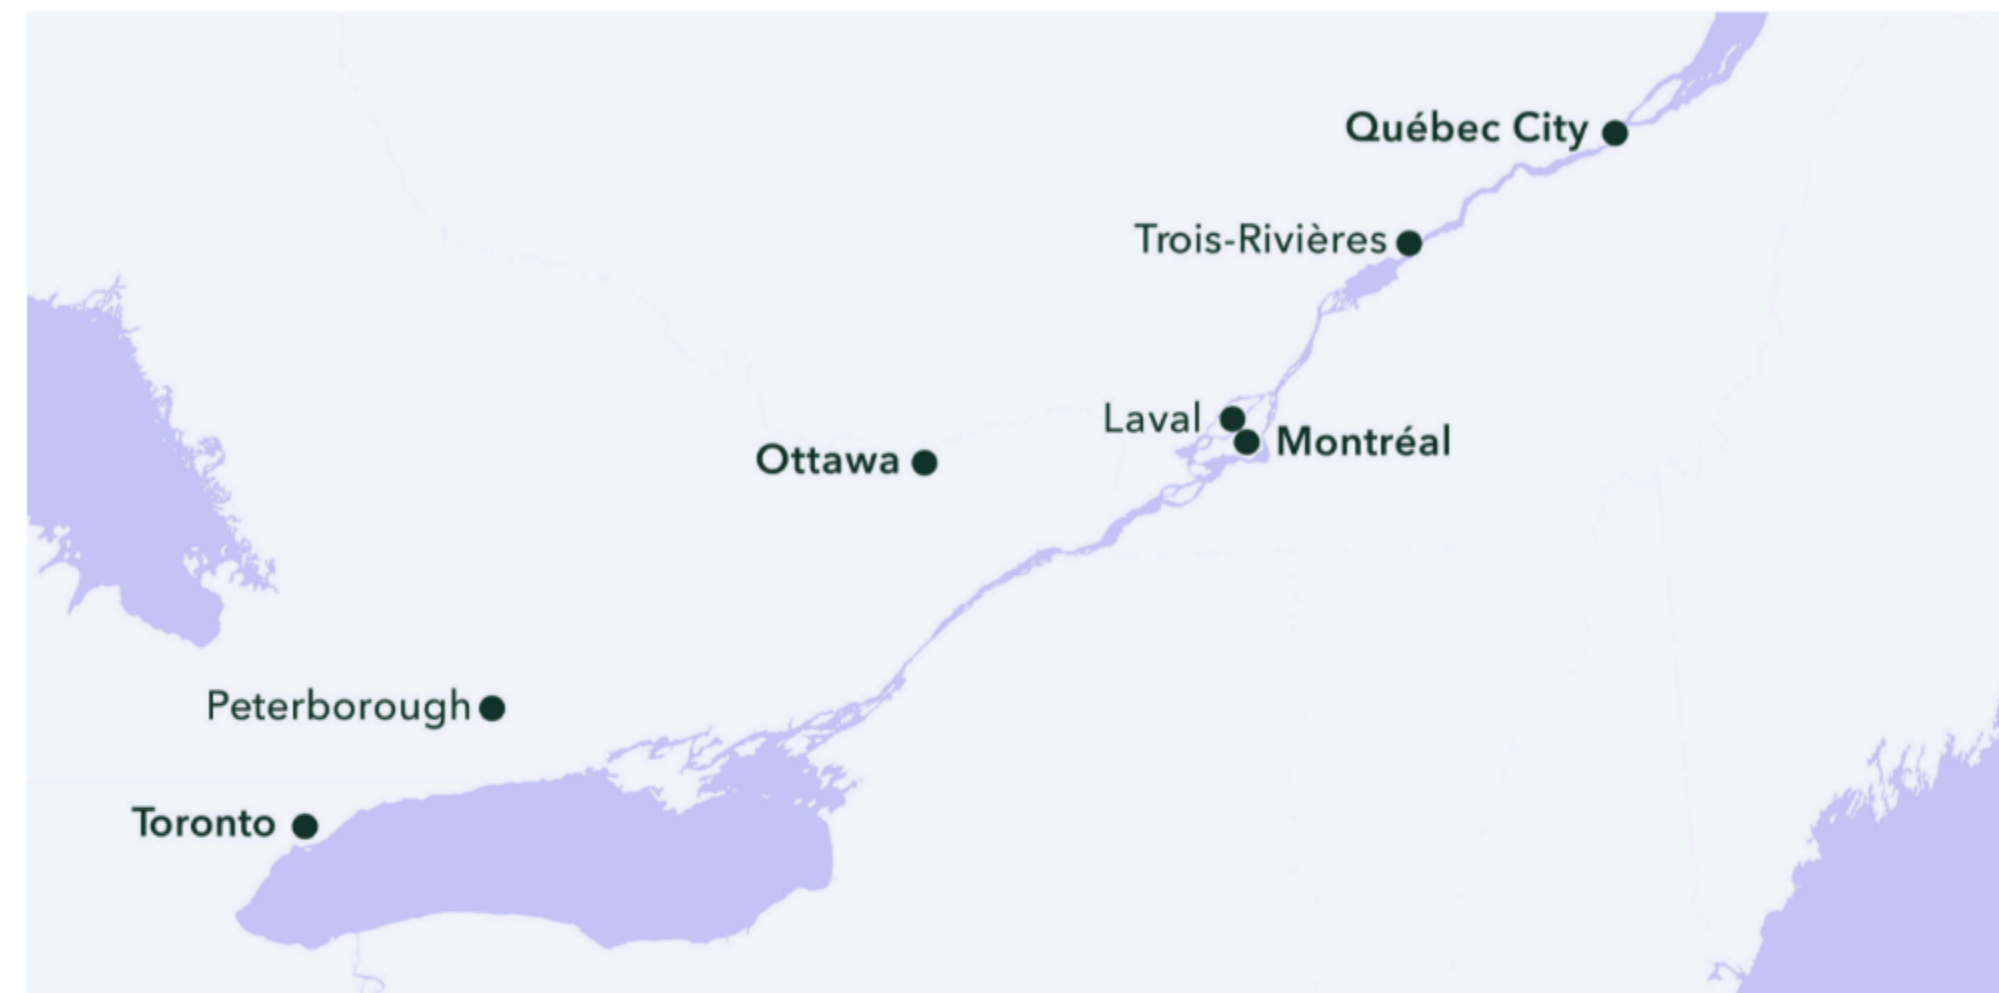 Québec City
Trois-Rivières
Laval
Montréal
Ottawa
Peterborough
Toronto